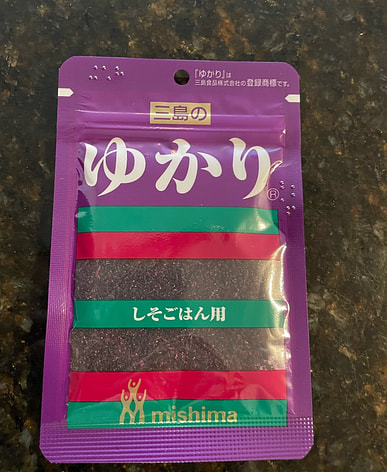 「ゆかり」は
三島食品株式会社の登録商標です。
三島の
ゆかり®
しそごはん用
mishima